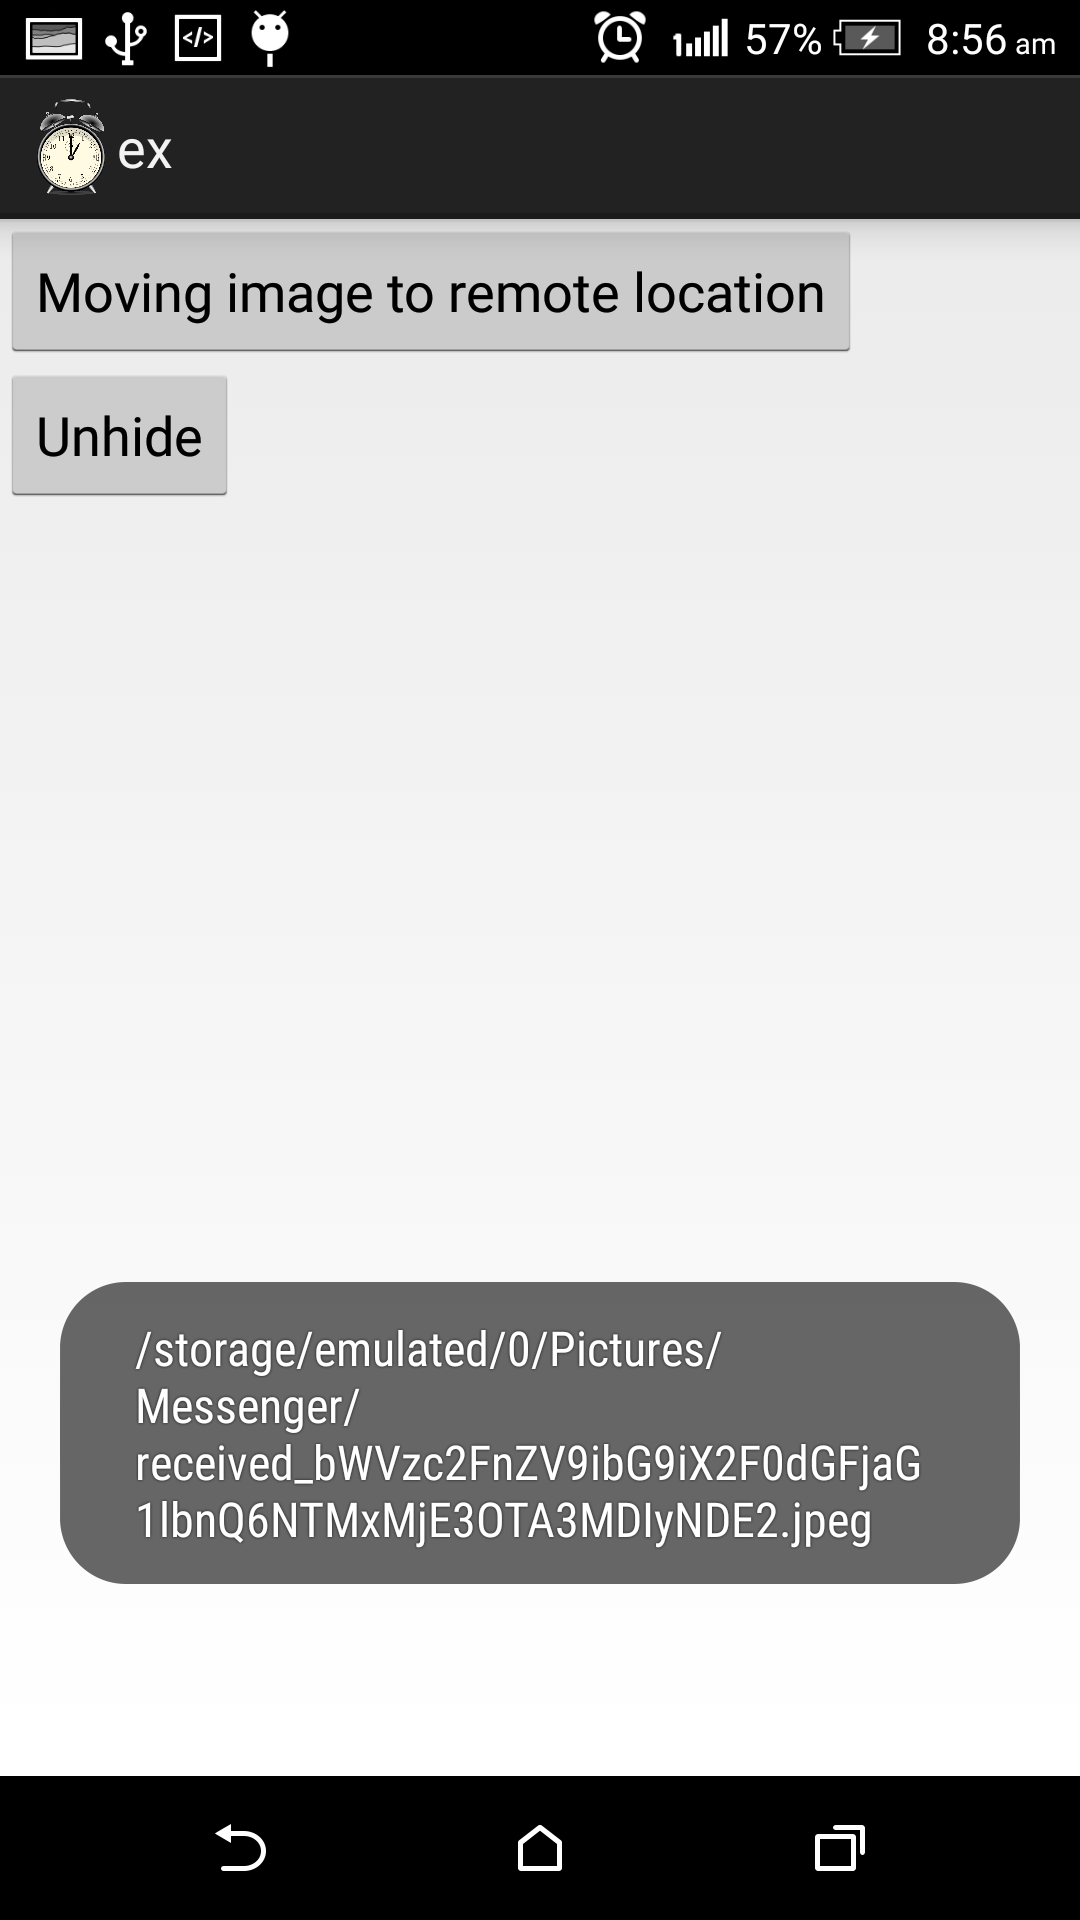 57% 8:56 am
ex
Moving image to remote location
Unhide
/storage/emulated/0/Pictures/
Messenger/
received_bWVzc2FnZV9ibG9iX2F0dGFjaG
1lbnQ6NTMxMjE3OTA3MDIyNDE2.jpeg